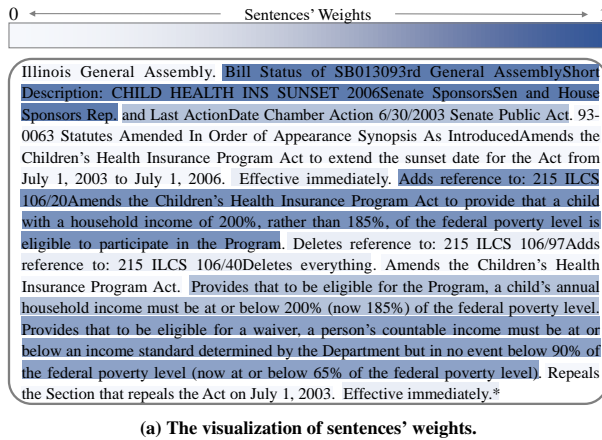 0 Sentences' Weights 1
Illinois General Assembly. Bill Status of SB013093rd General AssemblyShort
Description: CHILD HEALTH INS SUNSET 2006Senate SponsorsSen and House
Sponsors Rep. and Last ActionDate Chamber Action 6/30/2003 Senate Public Act. 93-
0063 Statutes Amended In Order of Appearance Synopsis As IntroducedAmends the
Children's Health Insurance Program Act to extend the sunset date for the Act from
July 1, 2003 to July 1, 2006. Effective immediately. Adds reference to: 215 ILCS
106/20Amends the Children's Health Insurance Program Act to provide that a child
with a household income of 200%, rather than 185%, of the federal poverty level is
eligible to participate in the Program. Deletes reference to: 215 ILCS 106/97Adds
reference to: 215 ILCS 106/40Deletes everything. Amends the Children's Health
Insurance Program Act. Provides that to be eligible for the Program, a child's annual
household income must be at or below 200% (now 185%) of the federal poverty level.
Provides that to be eligible for a waiver, a person's countable income must be at or
below an income standard determined by the Department but in no event below 90% of
the federal poverty level (now at or below 65% of the federal poverty level). Repeals
the Section that repeals the Act on July 1, 2003. Effective immediately.*
(a) The visualization of sentences' weights.